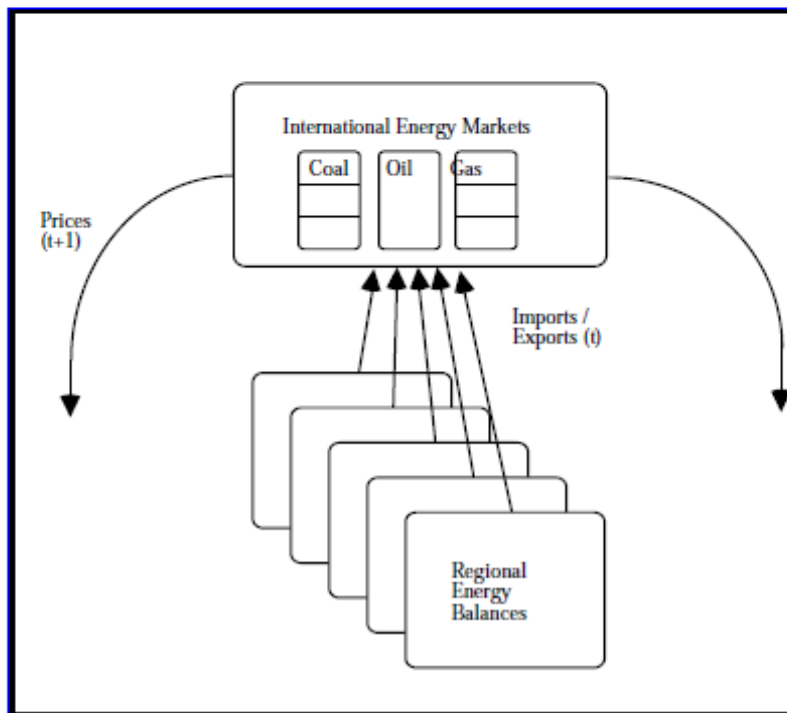 International Energy Markets
Coal Oil Gas
Prices
(t+1)
Imports /
Exports (t)
Regional
Energy
Balances